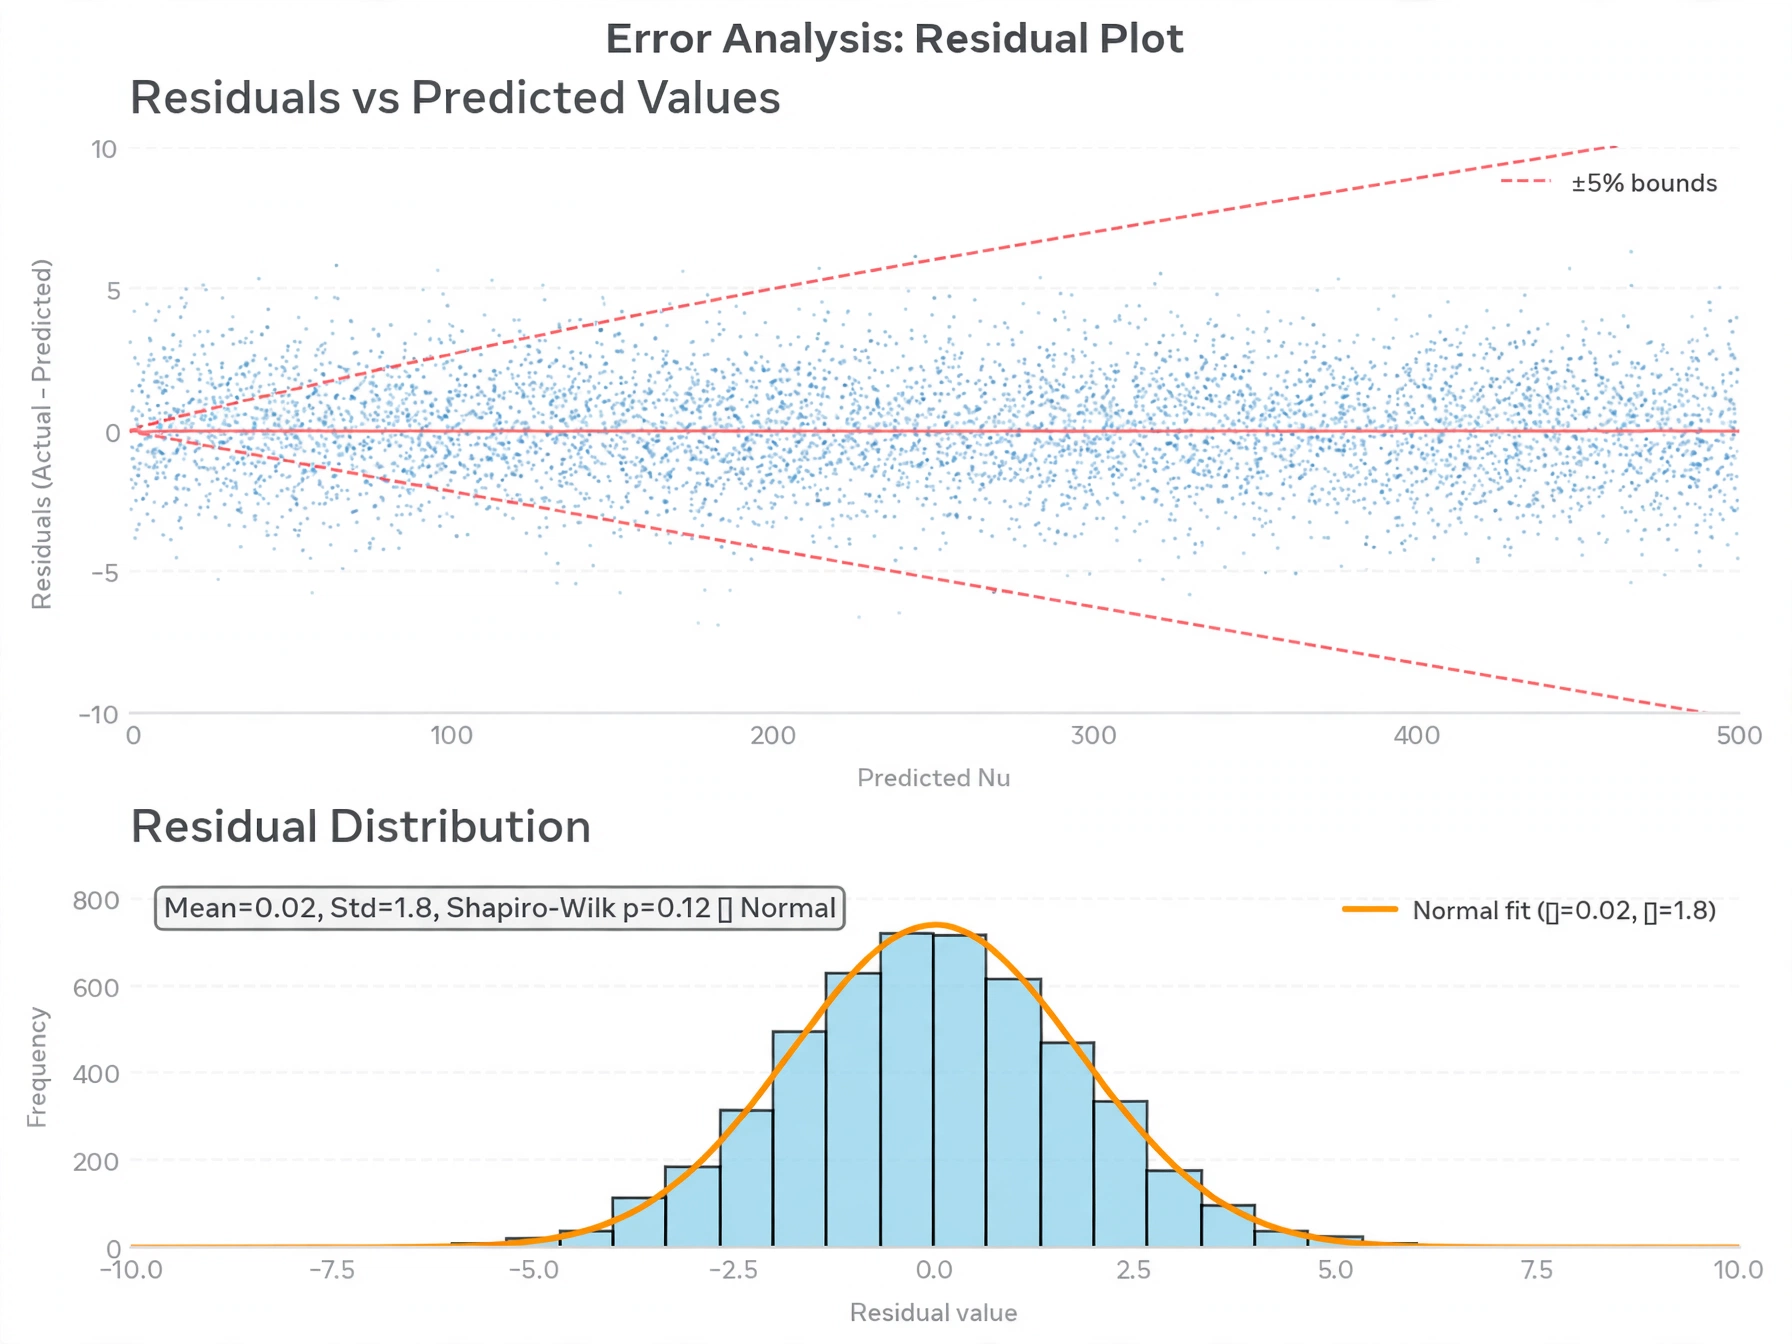 Error Analysis: Residual Plot
Residuals vs Predicted Values
10
5
0
−5
−10
Residuals (Actual - Predicted)
±5% bounds
0 100 200 300 400 500
Predicted Nu
Residual Distribution
800
600
400
200
0
Frequency
Mean=0.02, Std=1.8, Shapiro-Wilk p=0.12 ▯ Normal
Normal fit (▯=0.02, ▯=1.8)
−10.0 −7.5 −5.0 −2.5 0.0 2.5 5.0 7.5 10.0
Residual value